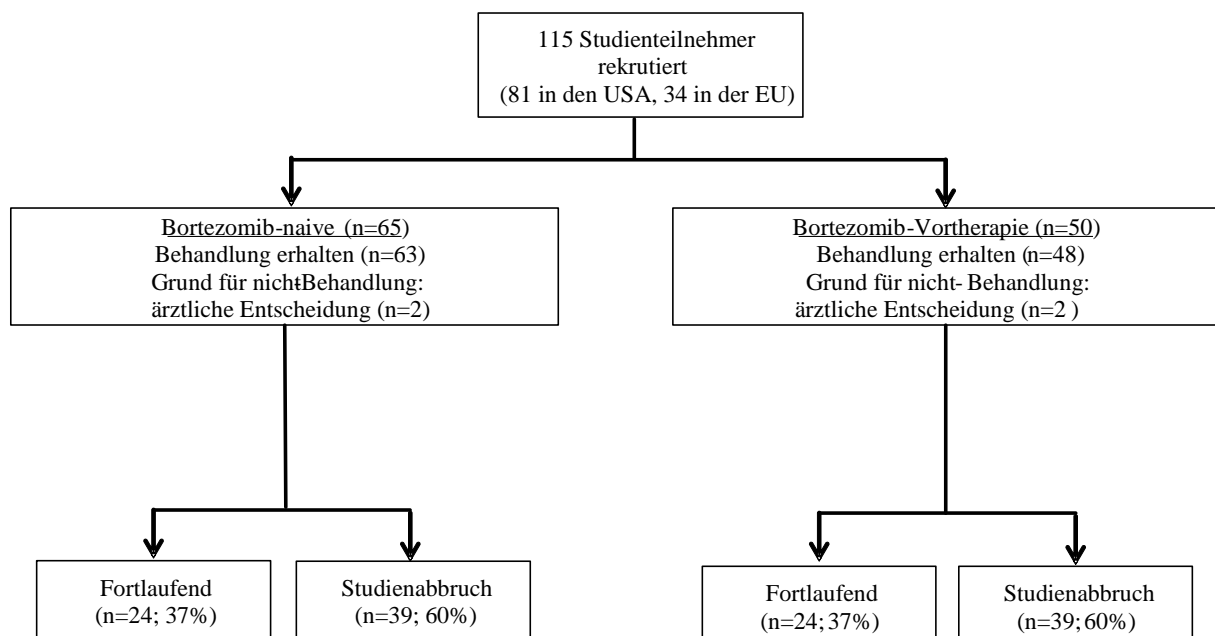 115 Studienteilnehmer
rekrutiert
(81 in den USA, 34 in der EU)
Bortezomib-naive (n=65)
Behandlung erhalten (n=63)
Grund für nicht-Behandlung:
ärztliche Entscheidung (n=2)
Bortezomib-Vortherapie (n=50)
Behandlung erhalten (n=48)
Grund für nicht- Behandlung:
ärztliche Entscheidung (n=2 )
Fortlaufend
(n=24; 37%)
Studienabbruch
(n=39; 60%)
Fortlaufend
(n=24; 37%)
Studienabbruch
(n=39; 60%)